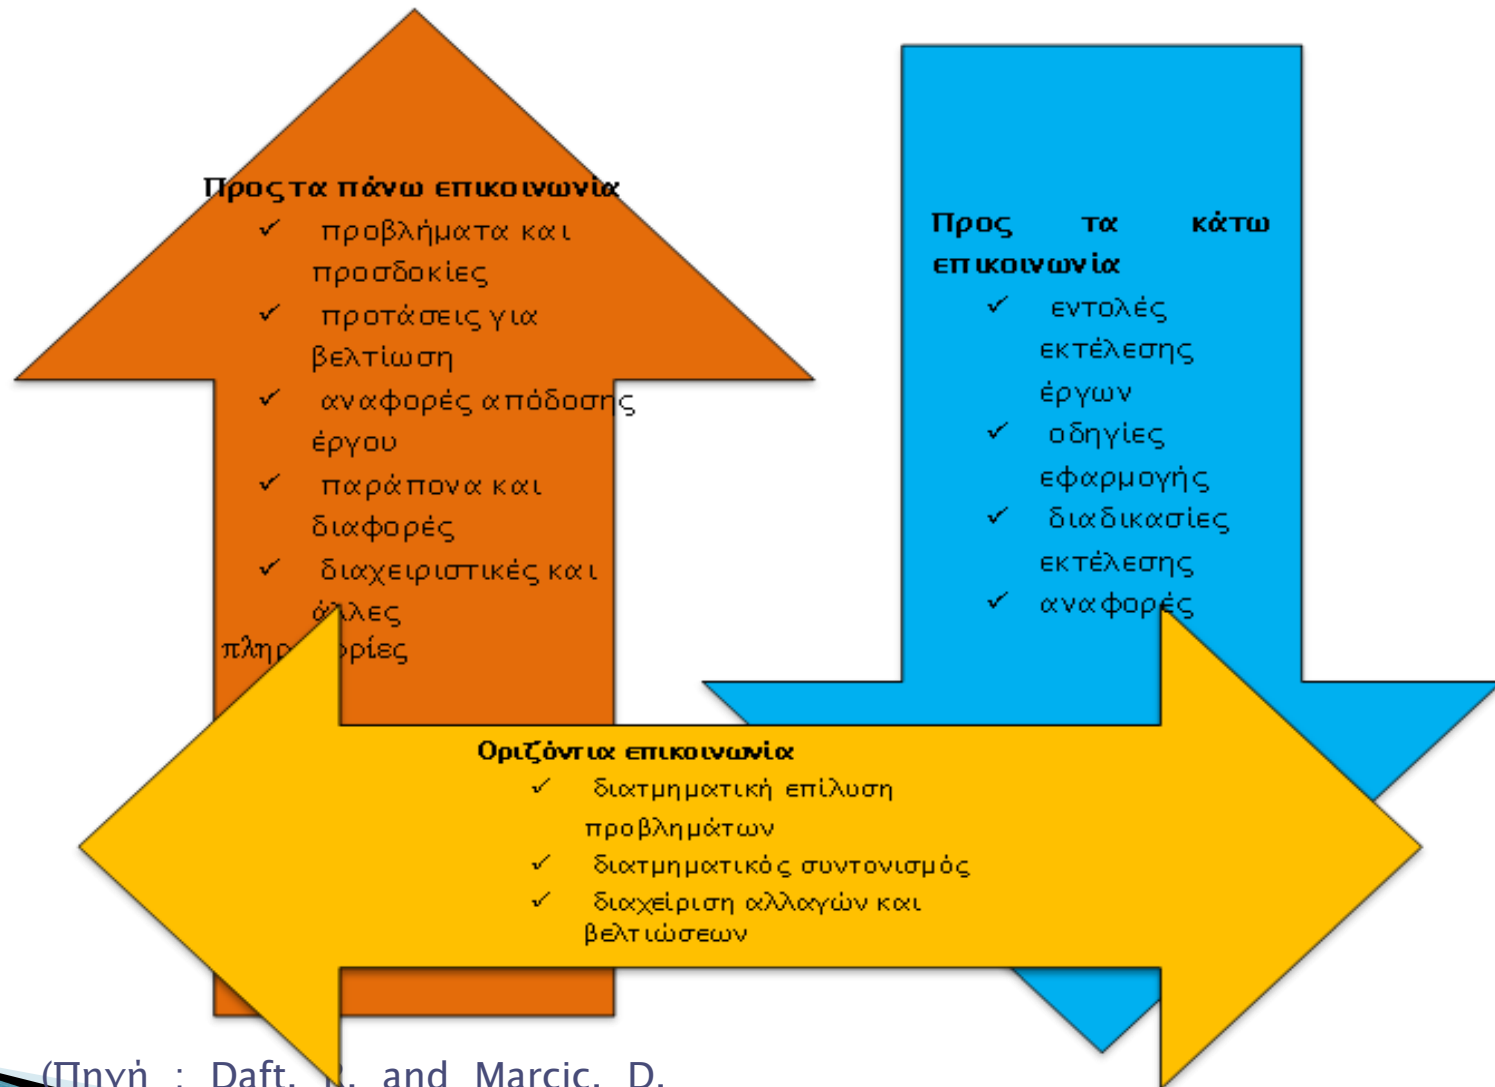 Προς τα πάνω επικοινωνία
✓ προβλήματα και
προσδοκίες
✓ προτάσεις για
βελτίωση
✓ αναφορές απόδοσης
έργου
✓ παράπονα και
διαφορές
✓ διαχειριστικές και
άλλες
Προς τα κάτω
επικοινωνία
✓ εντολές
εκτέλεσης
έργων
✓ οδηγίες
εφαρμογής
✓ διαδικασίες
εκτέλεσης
✓ αναφορές
Οριζόντια επικοινωνία
✓ διατμηματική επίλυση
προβλημάτων
✓ διατμηματικός συντονισμός
✓ διαχείριση αλλαγών και
βελτιώσεων
(Πηγή : Daft, R. and Marcic, D.